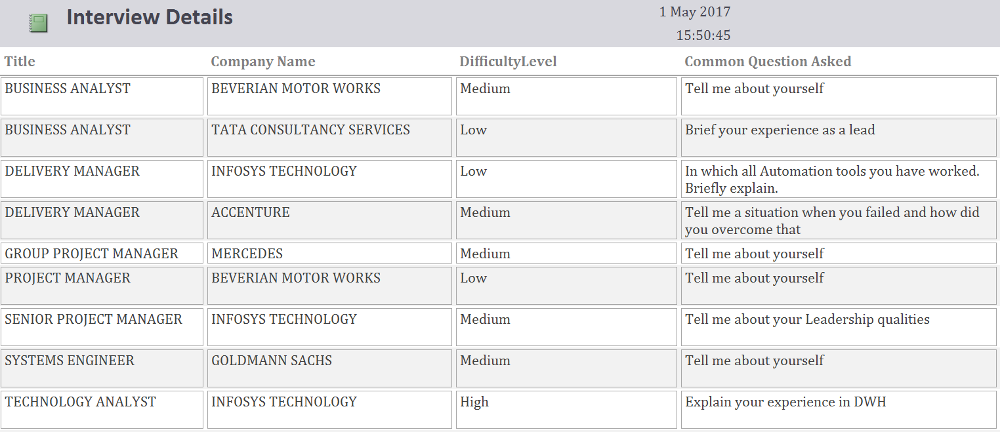 Interview Details
1 May 2017
15:50:45
Title Company Name DifficultyLevel Common Question Asked
BUSINESS ANALYST BEVERIAN MOTOR WORKS Medium Tell me about yourself
BUSINESS ANALYST TATA CONSULTANCY SERVICES Low Brief your experience as a lead
DELIVERY MANAGER INFOSYS TECHNOLOGY Low In which all Automation tools you have worked.
Briefly explain.
DELIVERY MANAGER ACCENTURE Medium Tell me a situation when you failed and how did
you overcome that
GROUP PROJECT MANAGER MERCEDES Medium Tell me about yourself
PROJECT MANAGER BEVERIAN MOTOR WORKS Low Tell me about yourself
SENIOR PROJECT MANAGER INFOSYS TECHNOLOGY Medium Tell me about your Leadership qualities
SYSTEMS ENGINEER GOLDMANN SACHS Medium Tell me about yourself
TECHNOLOGY ANALYST INFOSYS TECHNOLOGY High Explain your experience in DWH